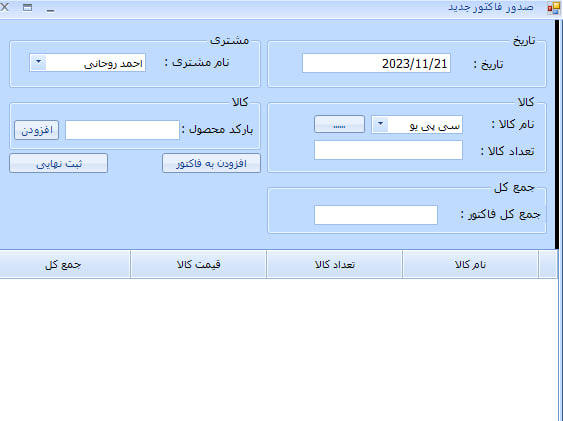 صدور فاکتور جدید
تاریخ
تاریخ : 2023/11/21
مشتری
نام مشتری : احمد روحانی
کالا
نام کالا : سی پی یو ......
تعداد کالا :
کالا
بارکد محصول : افزودن
افزودن به فاکتور
ثبت نهایی
جمع کل
جمع کل فاکتور :
نام کالا تعداد کالا قیمت کالا جمع کل